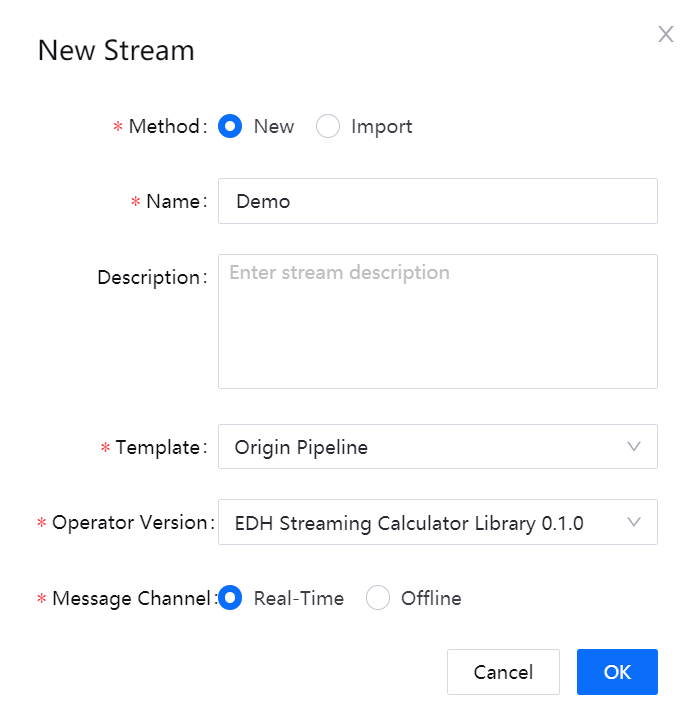 New Stream
* Method: New Import
* Name: Demo
Description: Enter stream description
* Template: Origin Pipeline
* Operator Version: EDH Streaming Calculator Library 0.1.0
* Message Channel: Real-Time Offline
Cancel OK